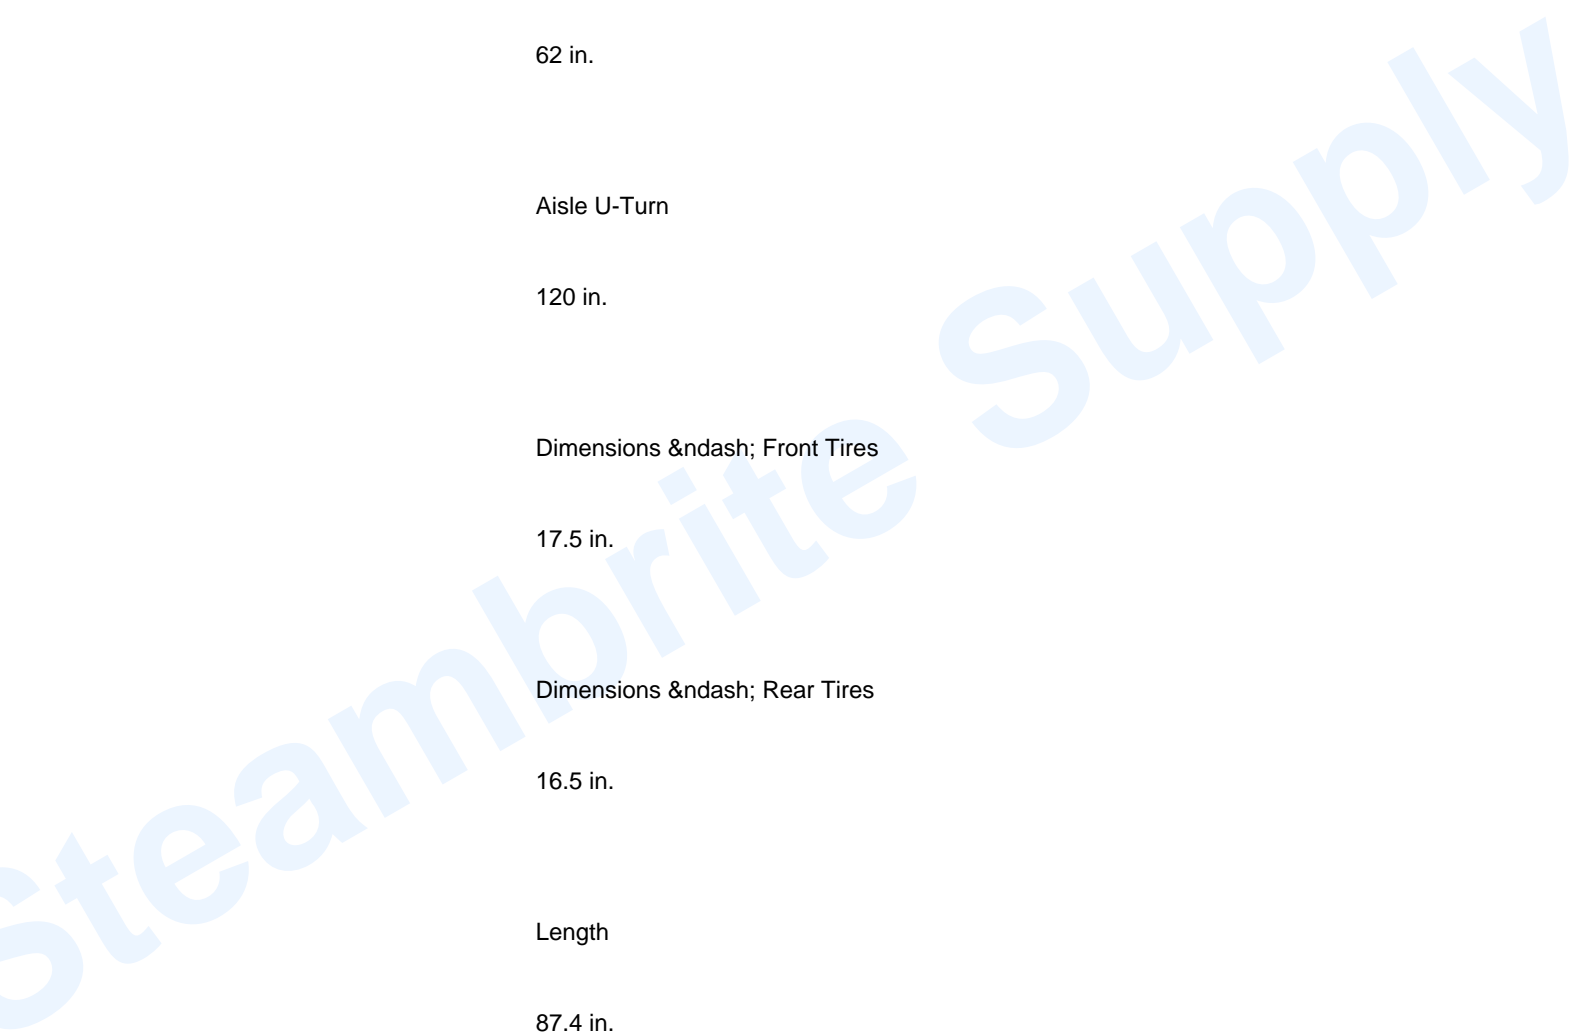 62 in.
Aisle U-Turn
120 in.
Dimensions &ndash; Front Tires
17.5 in.
Dimensions &ndash; Rear Tires
16.5 in.
Length
87.4 in.
Steambrite Supply